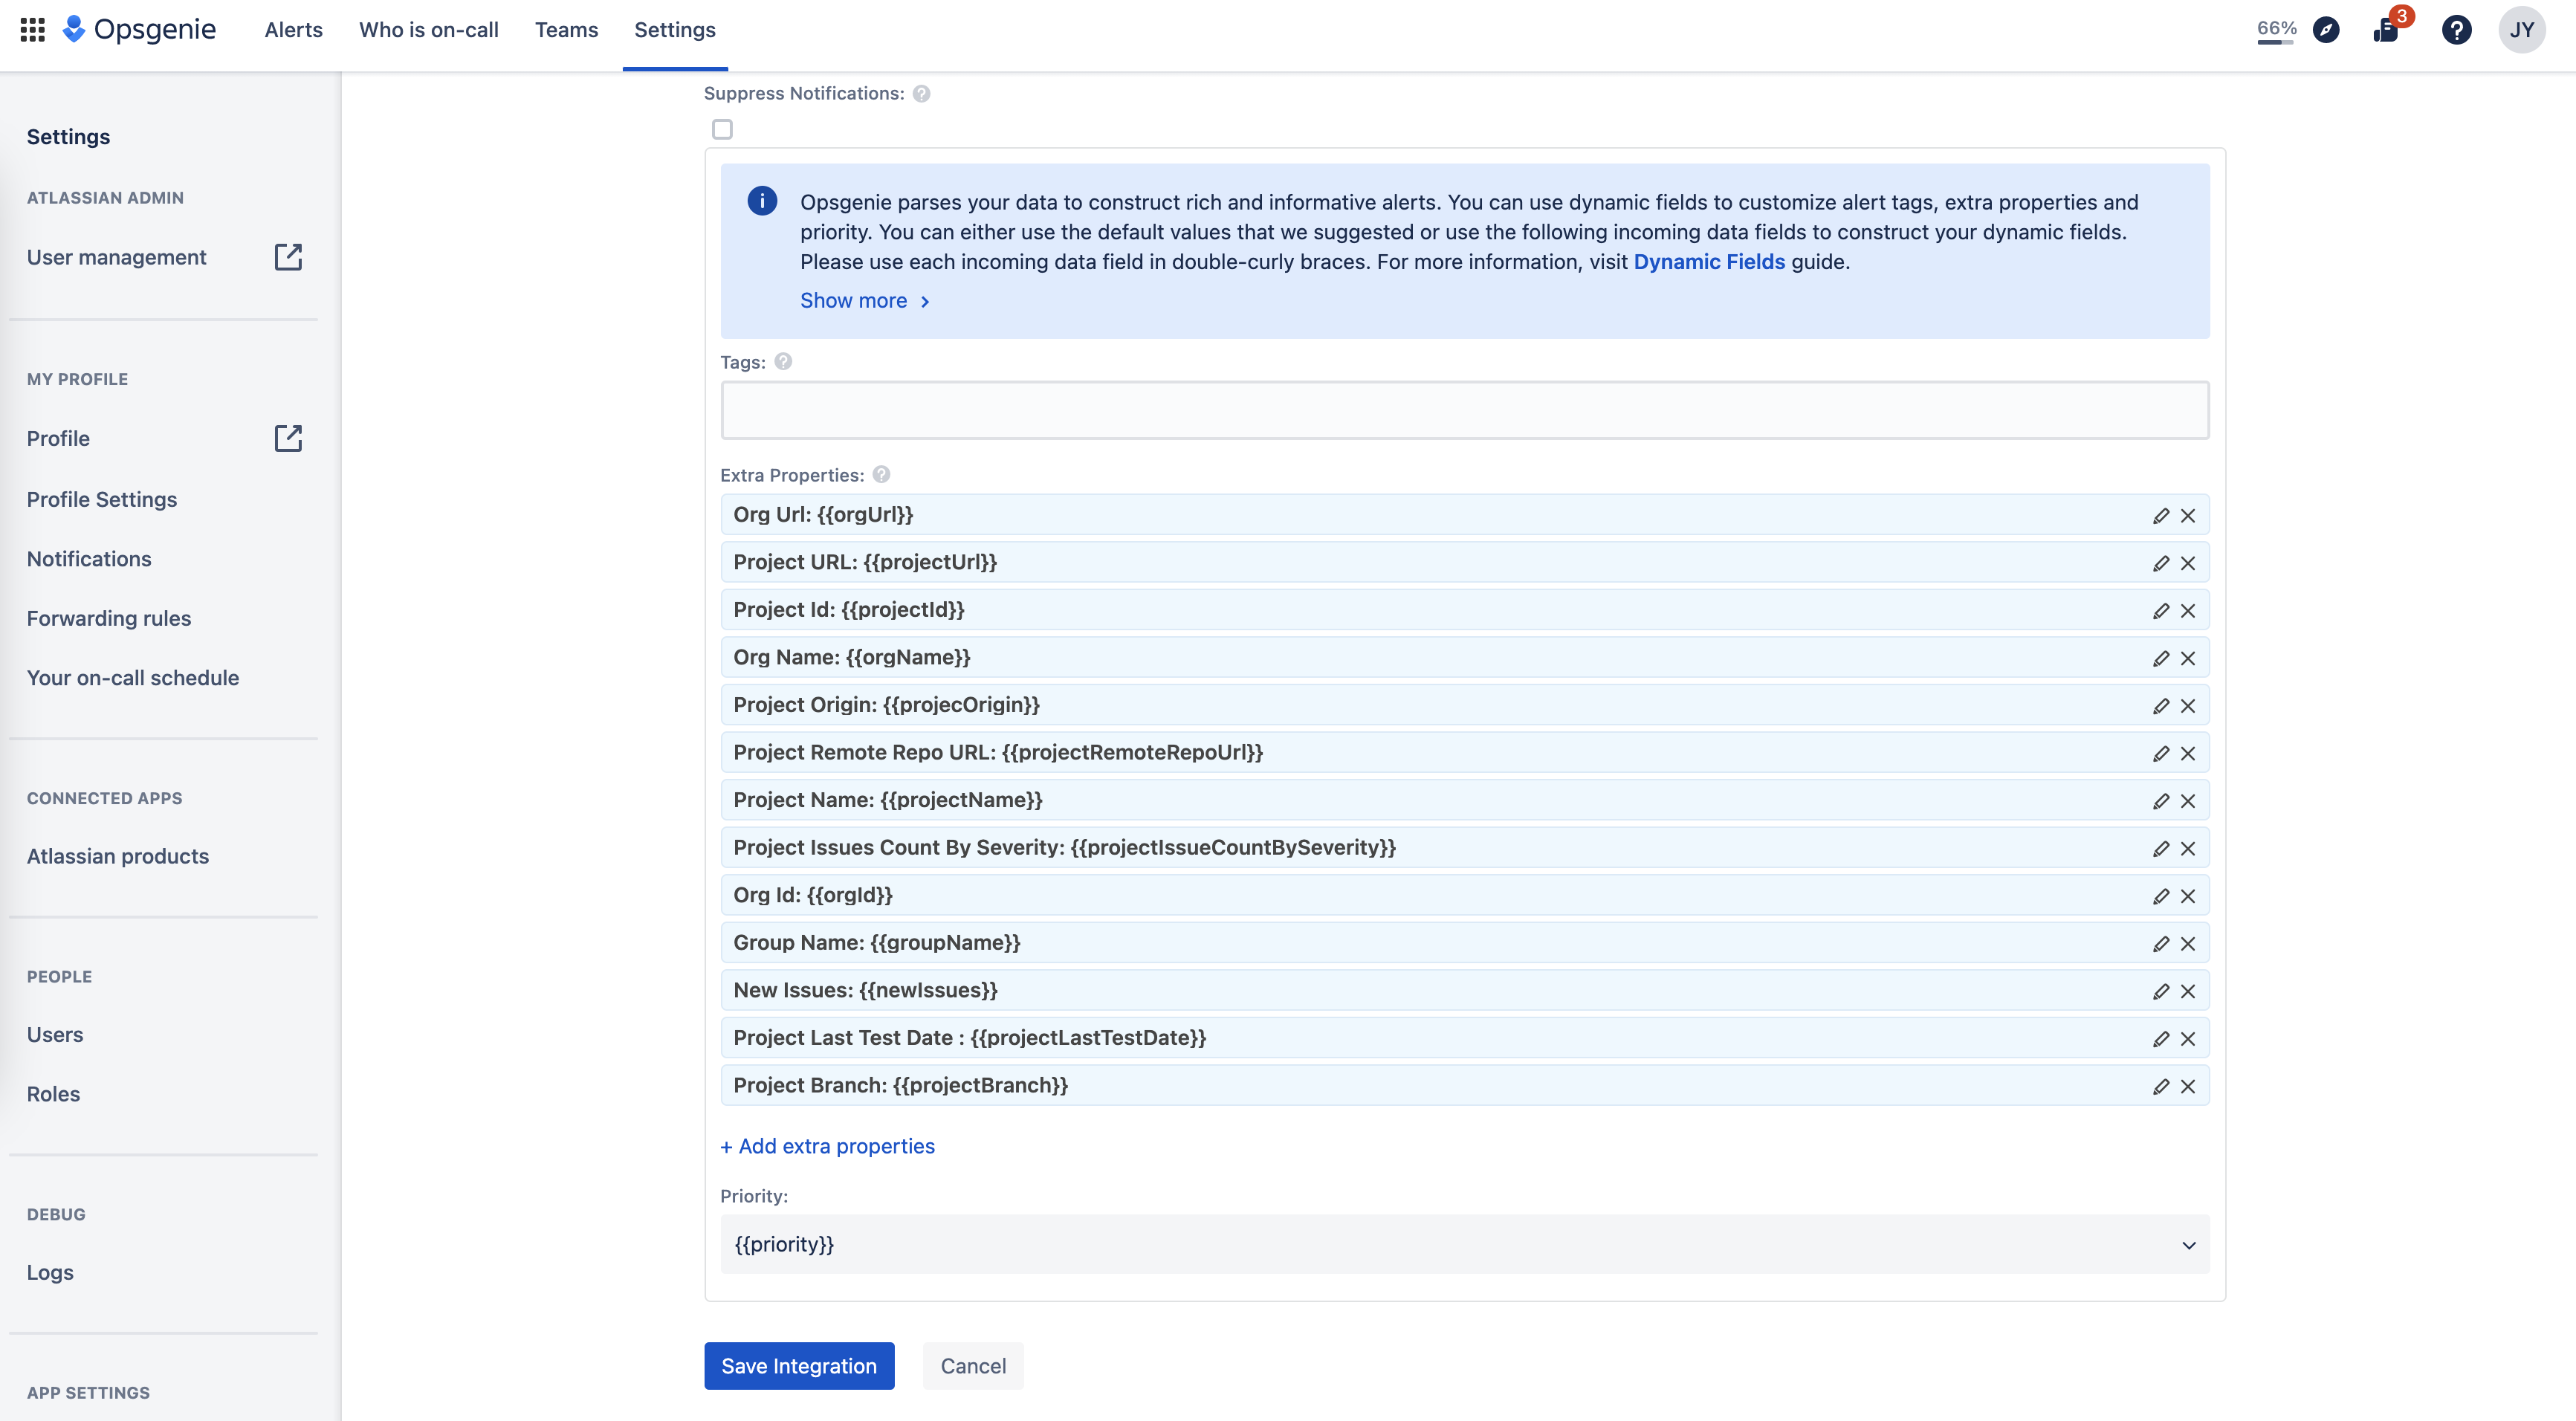 Opsgenie
Alerts
Who is on-call
Teams
Settings
66%
3
JY
Settings
ATLASSIAN ADMIN
User management
MY PROFILE
Profile
Profile Settings
Notifications
Forwarding rules
Your on-call schedule
CONNECTED APPS
Atlassian products
PEOPLE
Users
Roles
DEBUG
Logs
APP SETTINGS
Suppress Notifications:
Opsgenie parses your data to construct rich and informative alerts. You can use dynamic fields to customize alert tags, extra properties and
priority. You can either use the default values that we suggested or use the following incoming data fields to construct your dynamic fields.
Please use each incoming data field in double-curly braces. For more information, visit Dynamic Fields guide.
Show more
Tags:
Extra Properties:
Org Url: {{orgUrl}}
Project URL: {{projectUrl}}
Project Id: {{projectId}}
Org Name: {{orgName}}
Project Origin: {{projecOrigin}}
Project Remote Repo URL: {{projectRemoteRepoUrl}}
Project Name: {{projectName}}
Project Issues Count By Severity: {{projectIssueCountBySeverity}}
Org Id: {{orgId}}
Group Name: {{groupName}}
New Issues: {{newIssues}}
Project Last Test Date : {{projectLastTestDate}}
Project Branch: {{projectBranch}}
+ Add extra properties
Priority:
{{priority}}
Save Integration
Cancel